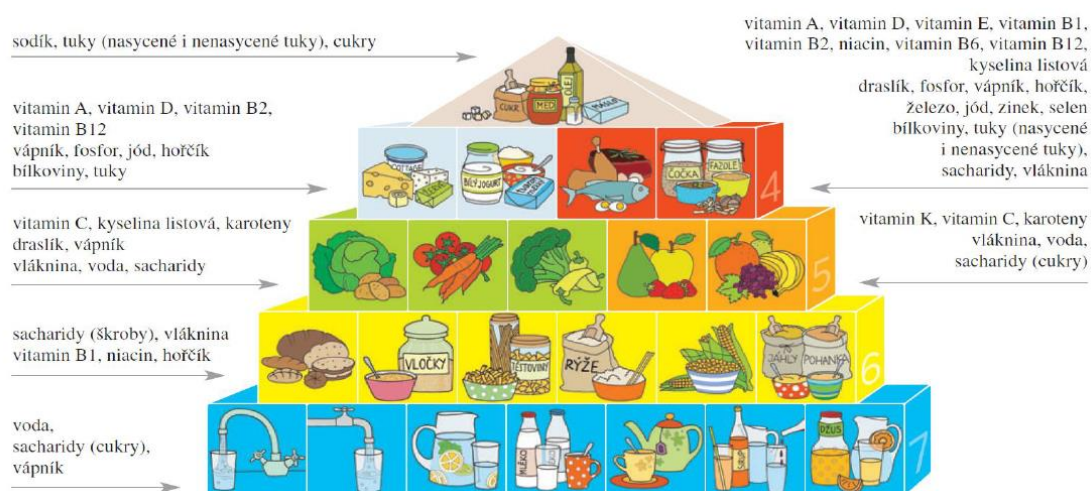 sodík, tuky (nasycené i nenasycené tuky), cukry
vitamin A, vitamin D, vitamin B2,
vitamin B12
vápník, fosfor, jód, hořčík
bílkoviny, tuky
vitamin C, kyselina listová, karoteny
draslík, vápník
vláknina, voda, sacharidy
sacharidy (škroby), vláknina
vitamin B1, niacin, hořčík
voda,
sacharidy (cukry),
vápník
vitamin A, vitamin D, vitamin E, vitamin B1,
vitamin B2, niacin, vitamin B6, vitamin B12,
kyselina listová
draslík, fosfor, vápník, hořčík,
železo, jód, zinek, selen
bílkoviny, tuky (nasycené
i nenasycené tuky),
sacharidy, vláknina
vitamin K, vitamin C, karoteny
vláknina, voda,
sacharidy (cukry)
CUKR
MED
OLEJ
MÁSLO
COTTAGE
BÍLÝ JOGURT
ČOČKA
FAZOLE
4
5
VLOČKY
TĚSTOVINY
RÝŽE
JÁHLY
POHANKA
6
MLÉKO
SIRUP
DŽUS
7